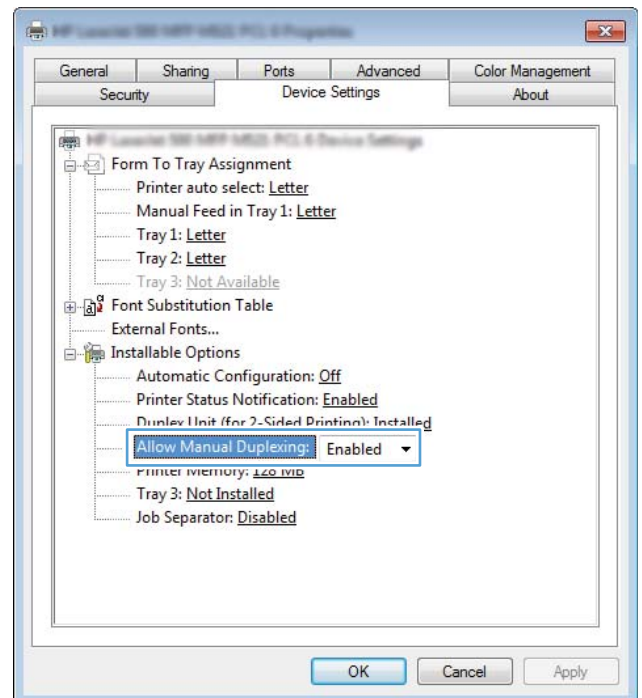 General Sharing Ports Advanced Color Management
Security Device Settings About
Form To Tray Assignment
Printer auto select: Letter
Manual Feed in Tray 1: Letter
Tray 1: Letter
Tray 2: Letter
Tray 3: Not Available
Font Substitution Table
External Fonts...
Installable Options
Automatic Configuration: Off
Printer Status Notification: Enabled
Duplex Unit (for 2-Sided Printing): Installed
Allow Manual Duplexing: Enabled
Printer Memory: 128 MB
Tray 3: Not Installed
Job Separator: Disabled
OK Cancel Apply